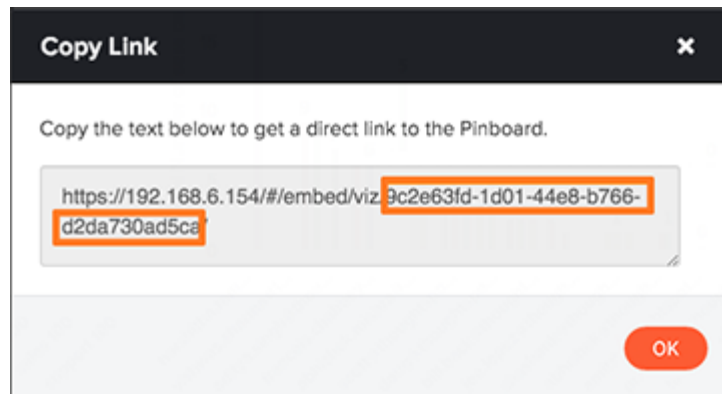 Copy Link
Copy the text below to get a direct link to the Pinboard.
https://192.168.6.154/#/embed/viz/9c2e63fd-1d01-44e8-b766-
d2da730ad5ca/
OK